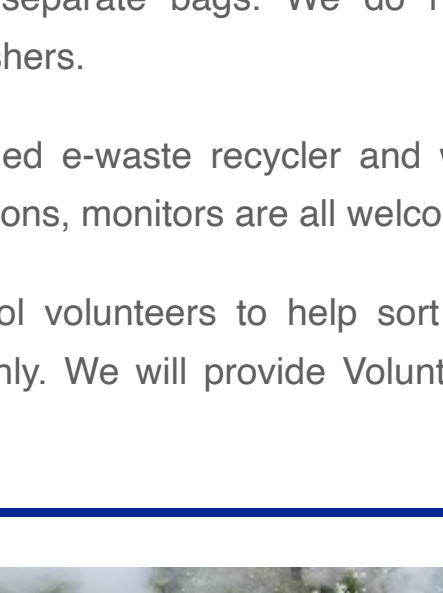 separate bags. We do
shers.
ed e-waste recycler and
ons, monitors are all welco
ol volunteers to help sort
nly. We will provide Volunt